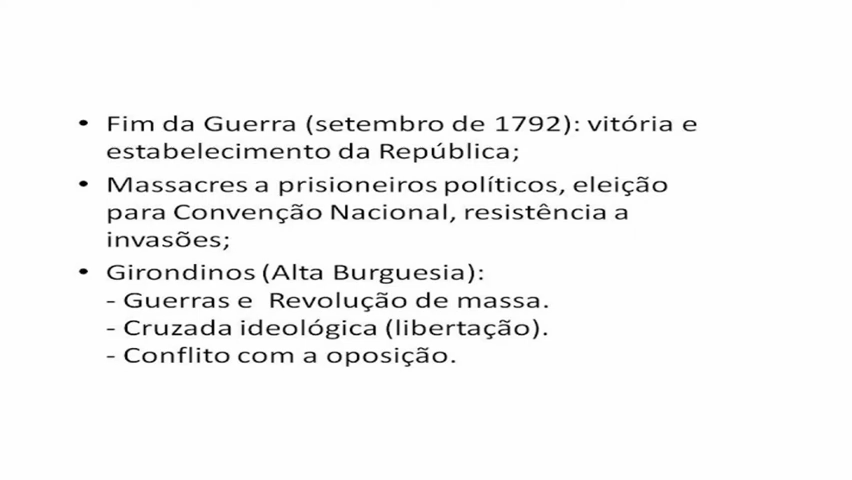 • Fim da Guerra (setembro de 1792): vitória e
estabelecimento da República;
• Massacres a prisioneiros políticos, eleição
para Convenção Nacional, resistência a
invasões;
• Girondinos (Alta Burguesia):
- Guerras e  Revolução de massa.
- Cruzada ideológica (libertação).
- Conflito com a oposição.